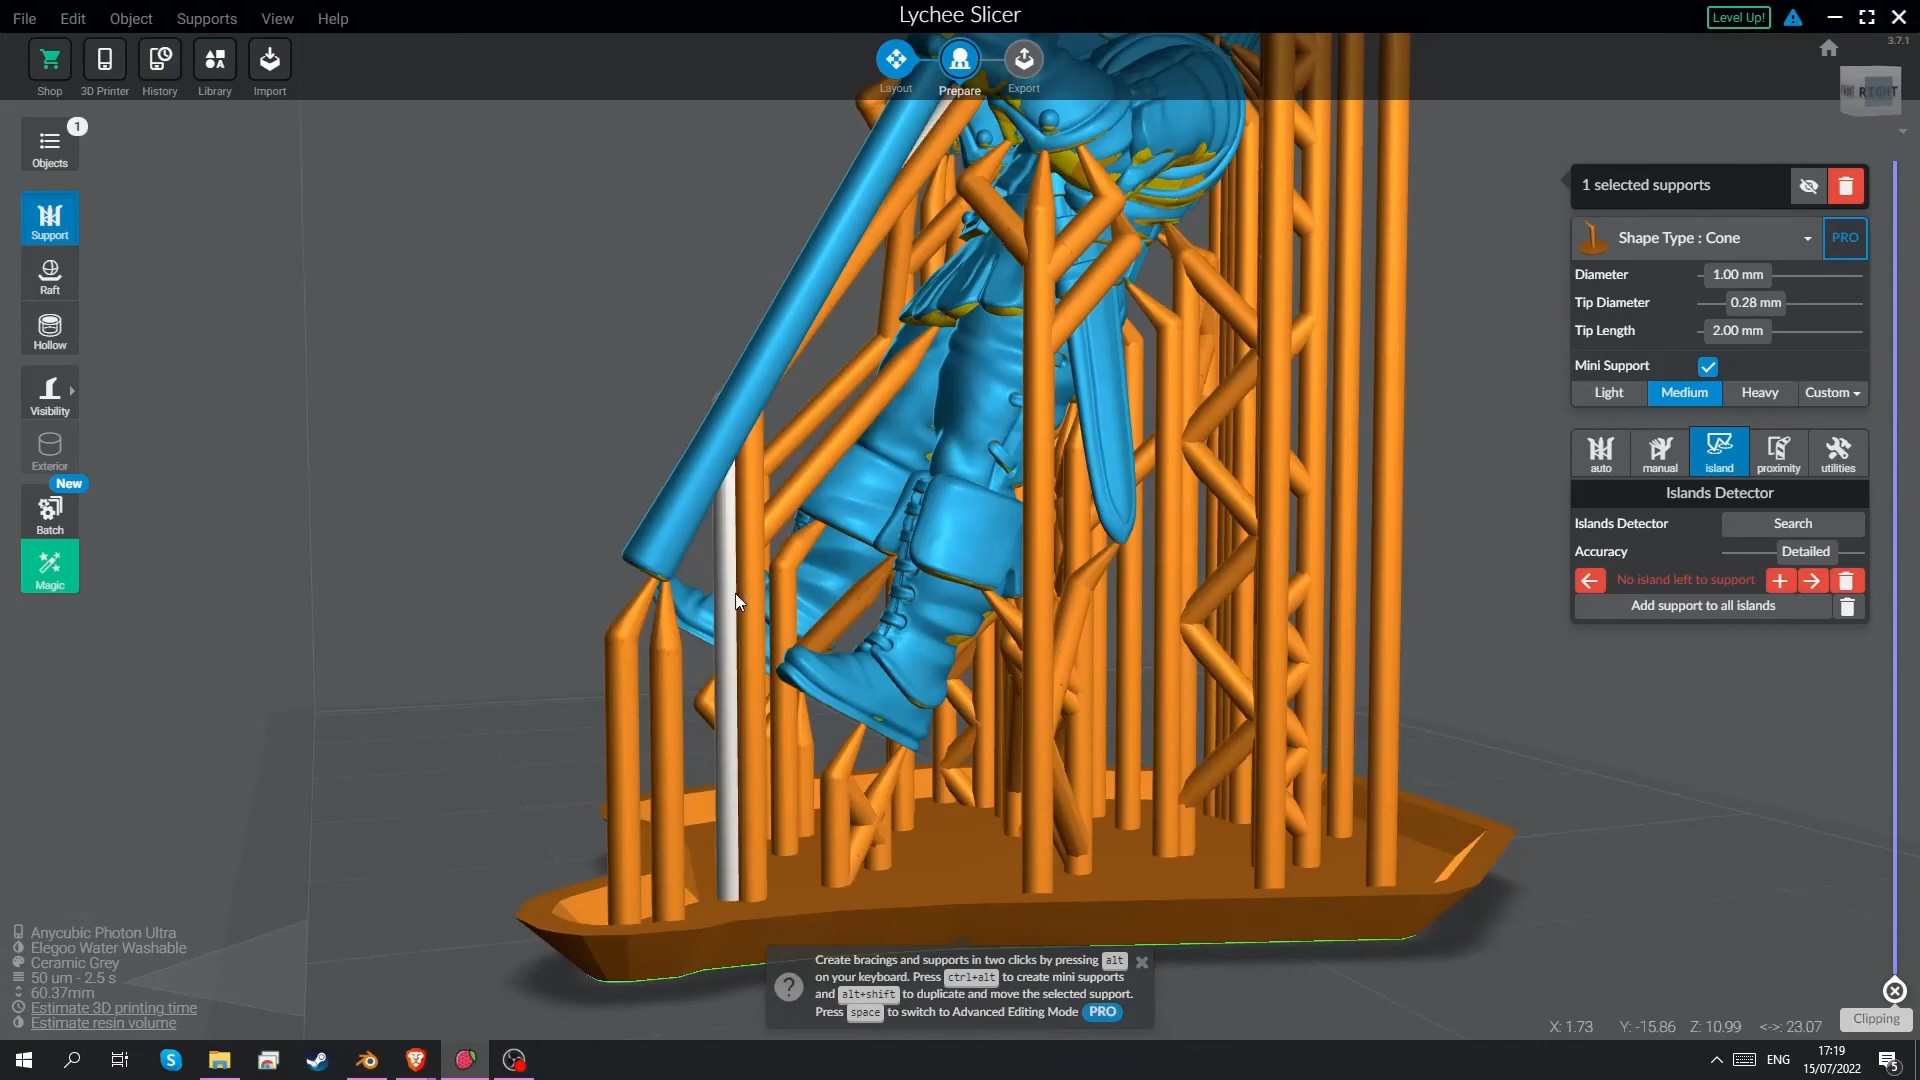 File Edit Object Supports View Help
Lychee Slicer
Level Up!
3.7.1
Shop 3D Printer History Library Import
Layout Prepare Export
RIGHT
1
Objects
Support
Raft
Hollow
Visibility
Exterior
New
Batch
Magic
1 selected supports
Shape Type : Cone PRO
Diameter 1.00 mm
Tip Diameter 0.28 mm
Tip Length 2.00 mm
Mini Support
Light Medium Heavy Custom
auto manual island proximity utilities
Islands Detector
Islands Detector Search
Accuracy Detailed
No island left to support
Add support to all islands
Anycubic Photon Ultra
Elegoo Water Washable
Ceramic Grey
50 um - 2.5 s
60.37mm
Estimate 3D printing time
Estimate resin volume
Create bracings and supports in two clicks by pressing alt
on your keyboard. Press ctrl+alt to create mini supports
and alt+shift to duplicate and move the selected support.
Press space to switch to Advanced Editing Mode PRO
X: 1.73 Y: -15.86 Z: 10.99 <-> 23.07
Clipping
ENG
17:19
15/07/2022
5